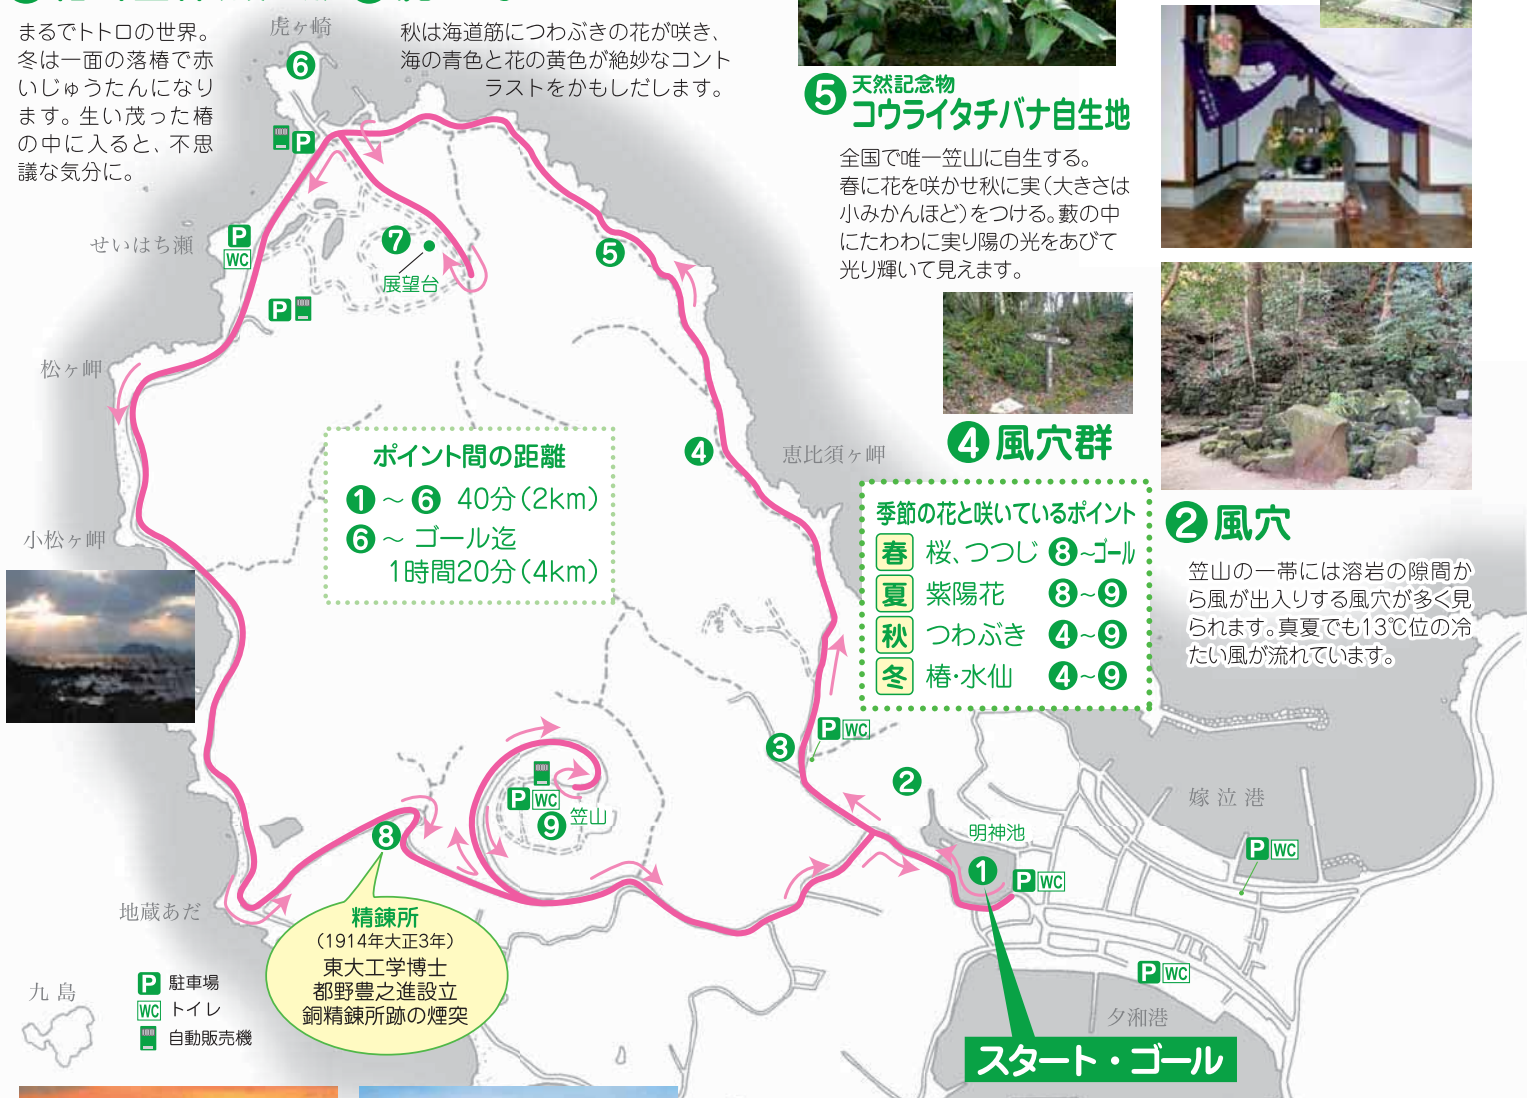 まるでトトロの世界。
冬は一面の落椿で赤
いじゅうたんになり
ます。生い茂った椿
の中に入ると、不思
議な気分に。
虎ヶ崎
秋は海道筋につわぶきの花が咲き、
海の青色と花の黄色が絶妙なコント
ラストをかもしだします。
6
P
5 天然記念物
コウライタチバナ自生地
全国で唯一笠山に自生する。
春に花を咲かせ秋に実(大きさは
小みかんほど)をつける。藪の中
にたわわに実り陽の光をあびて
光り輝いて見えます。
せいはち瀬
P
WC
7
展望台
5
P
松ヶ岬
4
恵比須ヶ岬
4 風穴群
ポイント間の距離
1 ~ 6 40分(2km)
6 ~ ゴール迄
1時間20分(4km)
季節の花と咲いているポイント
春 桜、つつじ 8~ゴール
夏 紫陽花 8~9
秋 つわぶき 4~9
冬 椿・水仙 4~9
2 風穴
笠山の一帯には溶岩の隙間か
ら風が出入りする風穴が多く見
られます。真夏でも13℃位の冷
たい風が流れています。
小松ヶ岬
3
P WC
2
P WC
9 笠山
8
明神池
1
P WC
嫁泣港
P WC
地蔵あだ
精錬所
(1914年大正3年)
東大工学博士
都野豊之進設立
銅精錬所跡の煙突
P WC
夕湘港
九島
P 駐車場
WC トイレ
自動販売機
スタート・ゴール